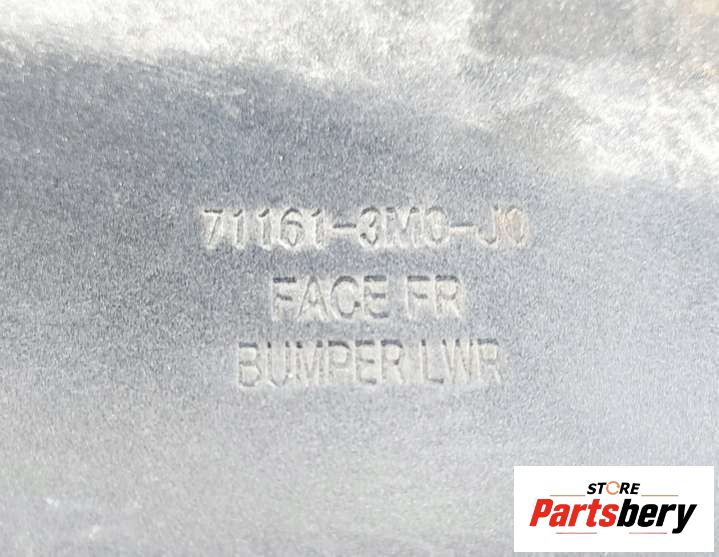 71161-3M0-J0
FACE FR
BUMPER LWR
STORE
Partsbery